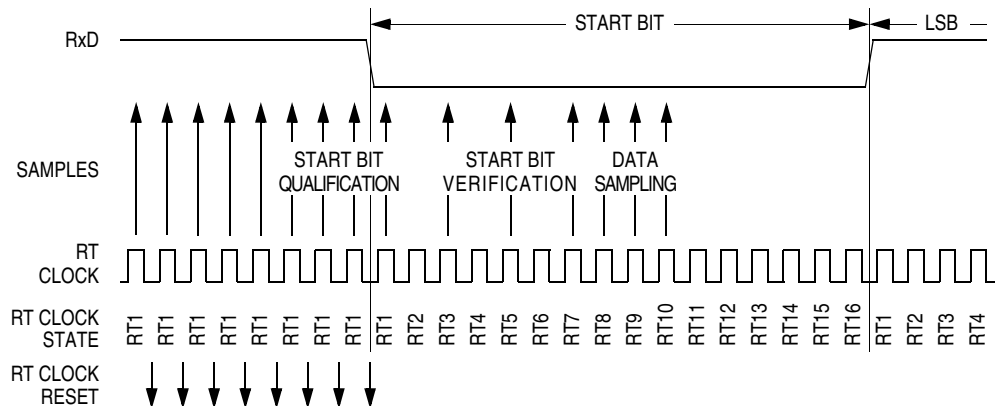 START BIT
LSB
RxD
SAMPLES
START BIT
QUALIFICATION
START BIT
VERIFICATION
DATA
SAMPLING
RT
CLOCK
RT CLOCK
STATE
RT1 RT1 RT1 RT1 RT1 RT1 RT1 RT1 RT1 RT2 RT3 RT4 RT5 RT6 RT7 RT8 RT9 RT10 RT11 RT12 RT13 RT14 RT15 RT16 RT1 RT2 RT3 RT4
RT CLOCK
RESET